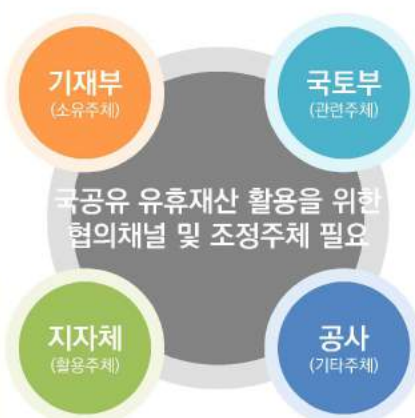 기재부
(소유주체)
국토부
(관련주체)
국공유 유휴재산 활용을 위한
협의채널 및 조정주체 필요
지자체
(활용주체)
공사
(기타주체)